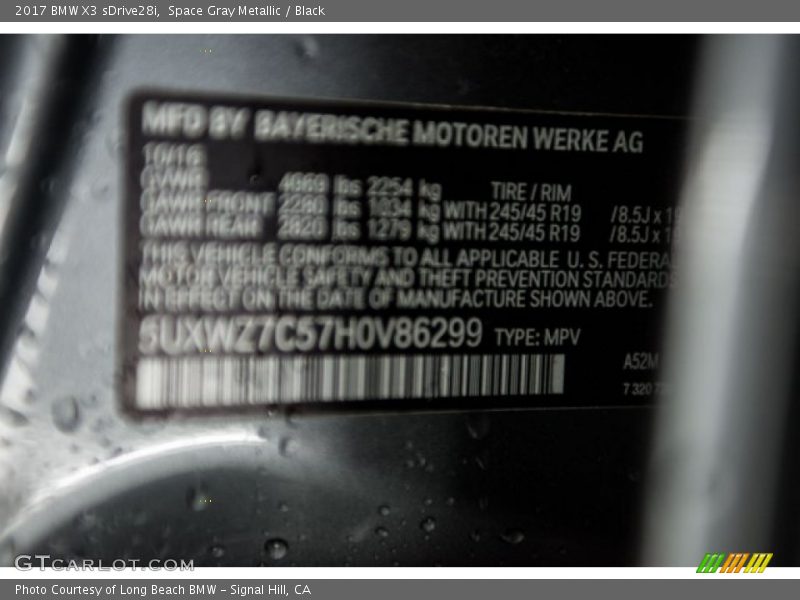 2017 BMW X3 sDrive28i, Space Gray Metallic / Black
MFD BY BAYERISCHE MOTOREN WERKE AG
10/16
GVWR 4969 lbs 2254 kg TIRE / RIM
GAWR FRONT 2280 lbs 1034 kg WITH 245/45 R19 /8.5J x 19
GAWR REAR 2820 lbs 1279 kg WITH 245/45 R19 /8.5J x 19
THIS VEHICLE CONFORMS TO ALL APPLICABLE U. S. FEDERAL
MOTOR VEHICLE SAFETY AND THEFT PREVENTION STANDARDS
IN EFFECT ON THE DATE OF MANUFACTURE SHOWN ABOVE.
5UXWZ7C57H0V86299 TYPE: MPV
A52M
7 320
GTCARLOT.COM
Photo Courtesy of Long Beach BMW – Signal Hill, CA